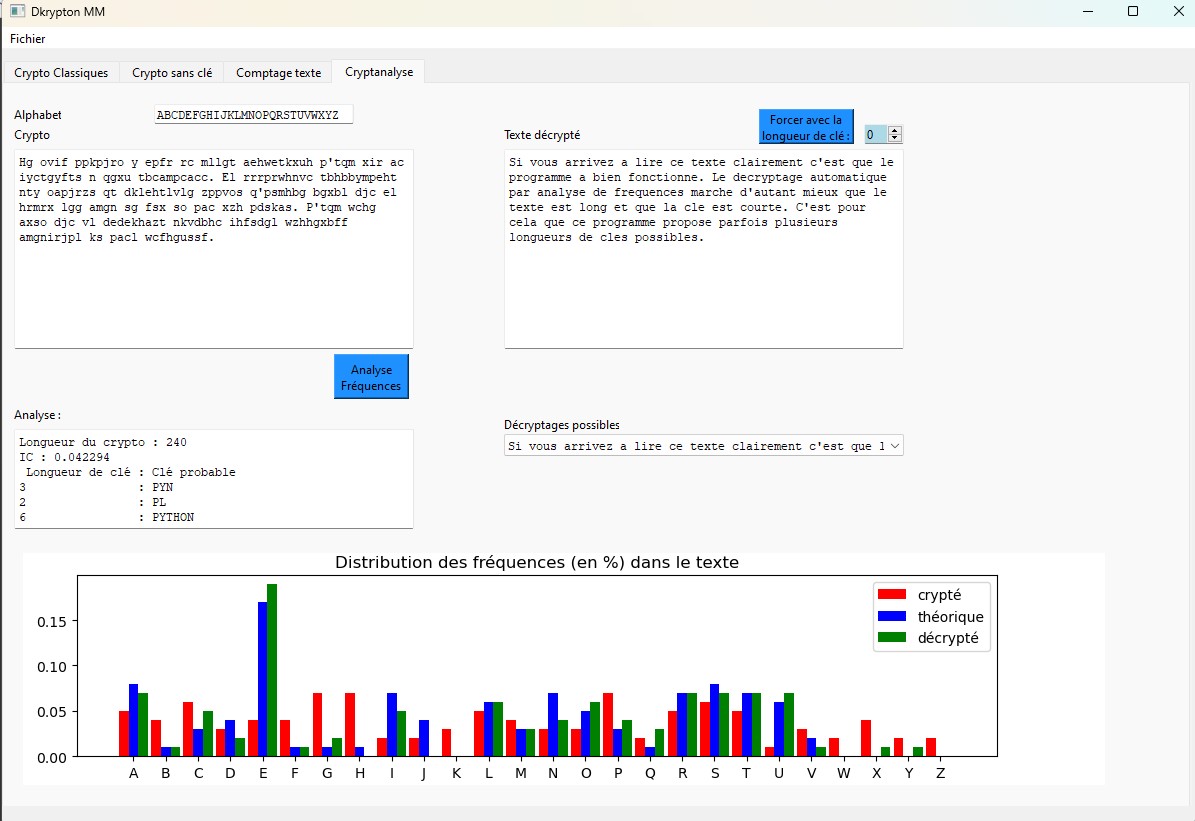 Dkrypton MM
Fichier
Crypto Classiques
Crypto sans clé
Comptage texte
Cryptanalyse
Alphabet
ABCDEFGHIJKLMNOPQRSTUVWXYZ
Crypto
Hg ovif ppkpjro y epfr rc mllgt aehwetkxuh p'tqm xir ac
iyctgyfts n qgxu tbcampcacc. El rrrprwhnvc tbhbbympeht
nty oapjrzs qt dklehtlvlg zppvos q'psmhbg bgxbl djc el
hrmrx lgg amgn sg fsx so pac xzh pdskas. P'tqm wchg
axso djc vl dedekhazt nkvdbhc ihfsdgl wzhhgxbff
amgnirjpl ks pacl wcfhgussf.
Texte décrypté
Forcer avec la
longueur de clé :
0
Si vous arrivez a lire ce texte clairement c'est que le
programme a bien fonctionne. Le decryptage automatique
par analyse de frequences marche d'autant mieux que le
texte est long et que la cle est courte. C'est pour
cela que ce programme propose parfois plusieurs
longueurs de cles possibles.
Analyse
Fréquences
Analyse :
Longueur du crypto : 240
IC : 0.042294
Longueur de clé : Clé probable
3 : PYN
2 : PL
6 : PYTHON
Décryptages possibles
Si vous arrivez a lire ce texte clairement c'est que l
Distribution des fréquences (en %) dans le texte
crypté
théorique
décrypté
0.15
0.10
0.05
0.00
A B C D E F G H I J K L M N O P Q R S T U V W X Y Z